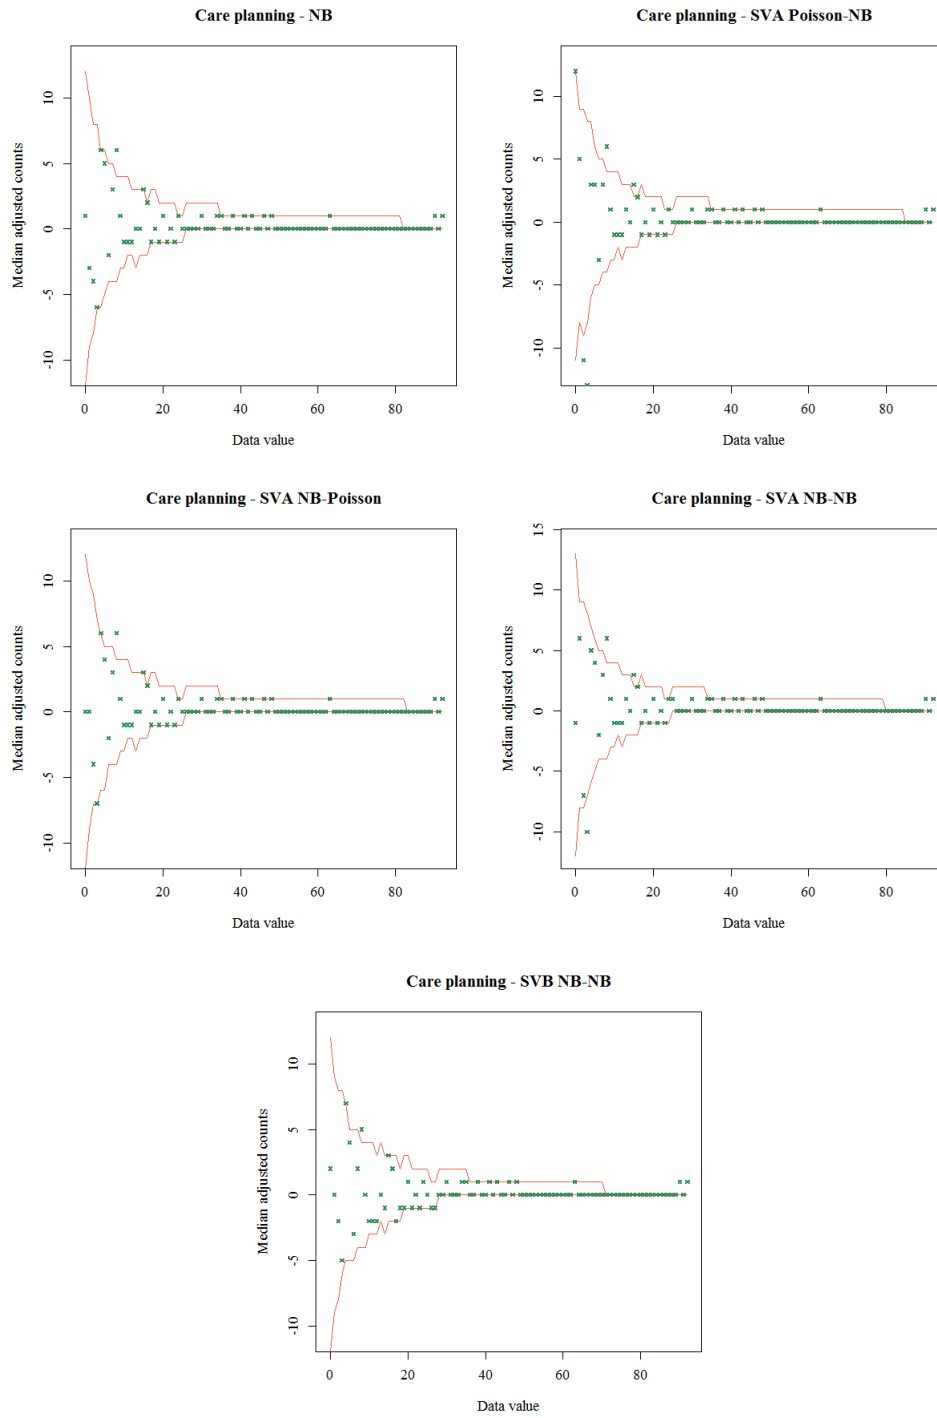 Care planning - NB
Median adjusted counts
10
5
0
-5
-10
0 20 40 60 80
Data value
Care planning - SVA Poisson-NB
Median adjusted counts
10
5
0
-5
-10
0 20 40 60 80
Data value
Care planning - SVA NB-Poisson
Median adjusted counts
10
5
0
-5
-10
0 20 40 60 80
Data value
Care planning - SVA NB-NB
Median adjusted counts
15
10
5
0
-5
-10
0 20 40 60 80
Data value
Care planning - SVB NB-NB
Median adjusted counts
10
5
0
-5
-10
0 20 40 60 80
Data value